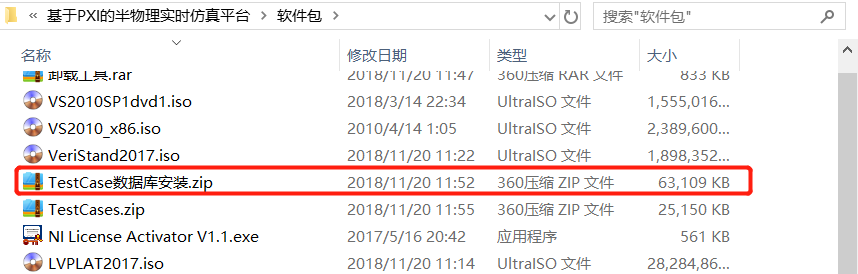 « 基于PXI的半物理实时仿真平台 > 软件包 > 搜索"软件包"
名称 修改日期 类型 大小
卸载工具.rar 2018/11/20 11:47 360压缩 RAR 文件 833 KB
VS2010SP1dvd1.iso 2018/3/14 22:34 UltraISO 文件 1,555,016...
VS2010_x86.iso 2010/4/14 1:05 UltraISO 文件 2,389,600...
VeriStand2017.iso 2018/11/20 11:22 UltraISO 文件 1,898,352...
TestCase数据库安装.zip 2018/11/20 11:52 360压缩 ZIP 文件 63,109 KB
TestCases.zip 2018/11/20 11:55 360压缩 ZIP 文件 25,150 KB
NI License Activator V1.1.exe 2017/5/16 20:42 应用程序 561 KB
LVPLAT2017.iso 2018/11/20 11:14 UltraISO 文件 28,284,86...